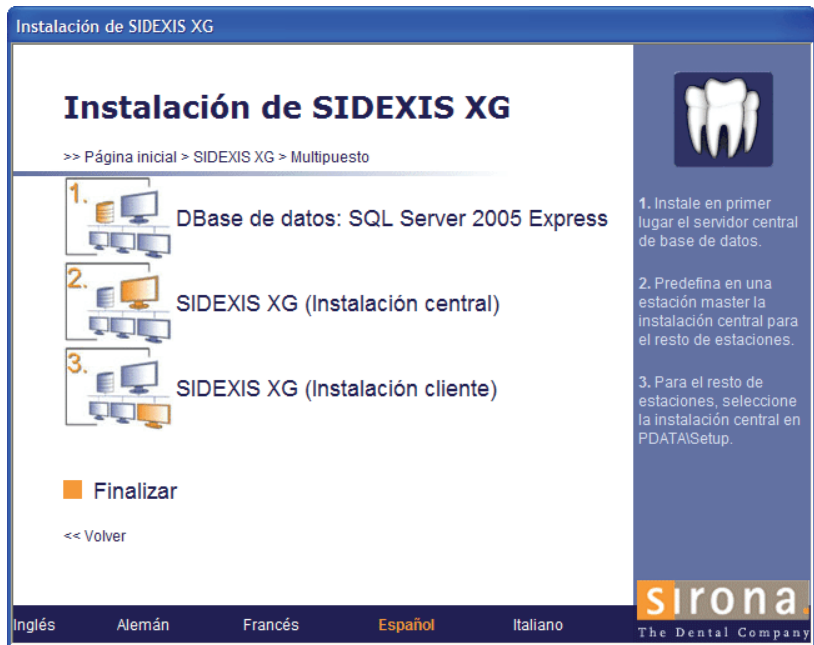 Instalación de SIDEXIS XG
Instalación de SIDEXIS XG
>> Página inicial > SIDEXIS XG > Multipuesto
1.
DBase de datos: SQL Server 2005 Express
2.
SIDEXIS XG (Instalación central)
3.
SIDEXIS XG (Instalación cliente)
Finalizar
<< Volver
1. Instale en primer
lugar el servidor central
de base de datos.
2. Predefina en una
estación master la
instalación central para
el resto de estaciones.
3. Para el resto de
estaciones, seleccione
la instalación central en
PDATA\Setup.
sirona.
The Dental Company
Inglés Alemán Francés Español Italiano